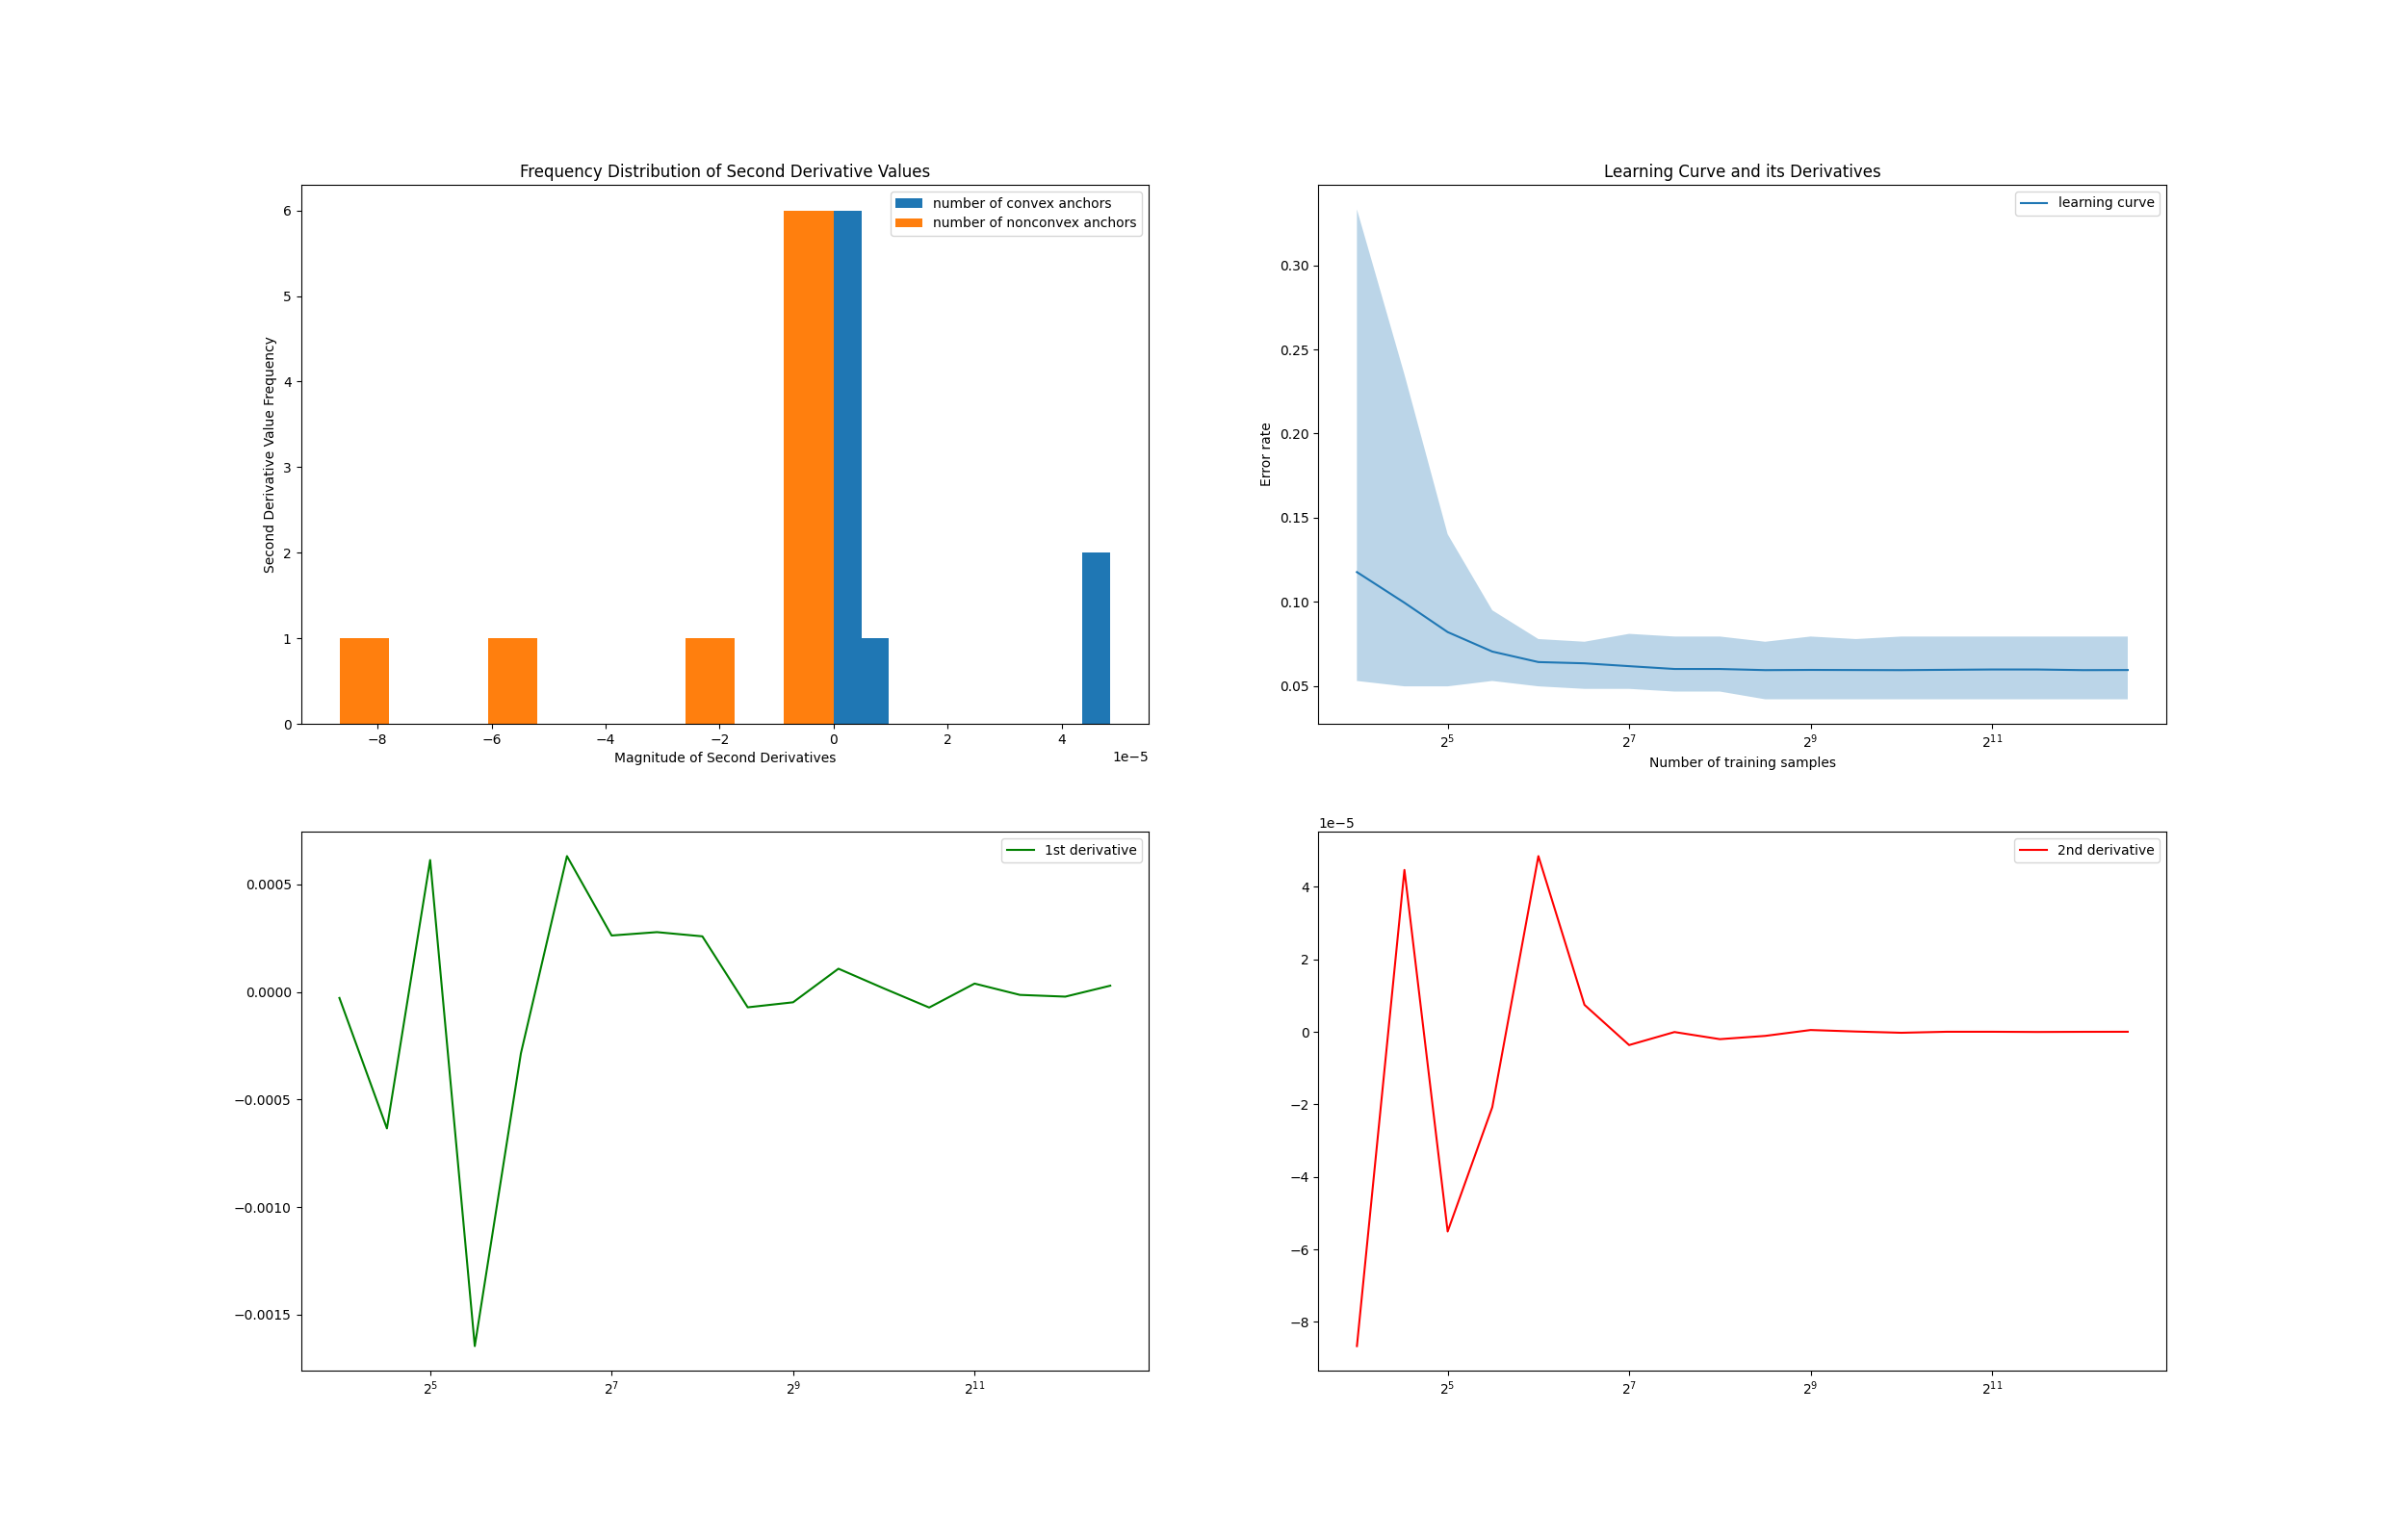 Frequency Distribution of Second Derivative Values
number of convex anchors
number of nonconvex anchors
Second Derivative Value Frequency
6
5
4
3
2
1
0
−8 −6 −4 −2 0 2 4
1e−5
Magnitude of Second Derivatives
Learning Curve and its Derivatives
learning curve
Error rate
0.30
0.25
0.20
0.15
0.10
0.05
2⁵ 2⁷ 2⁹ 2¹¹
Number of training samples
1st derivative
0.0005
0.0000
−0.0005
−0.0010
−0.0015
2⁵ 2⁷ 2⁹ 2¹¹
1e−5
2nd derivative
4
2
0
−2
−4
−6
−8
2⁵ 2⁷ 2⁹ 2¹¹